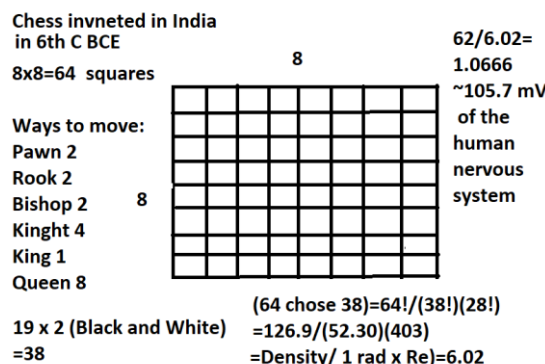 Chess invneted in India
in 6th C BCE
8x8=64 squares
8
62/6.02=
1.0666
~105.7 mV
of the
human
nervous
system
Ways to move:
Pawn 2
Rook 2
Bishop 2
Kinght 4
King 1
Queen 8
8
19 x 2 (Black and White)
=38
(64 chose 38)=64!/(38!)(28!)
=126.9/(52.30)(403)
=Density/ 1 rad x Re)=6.02